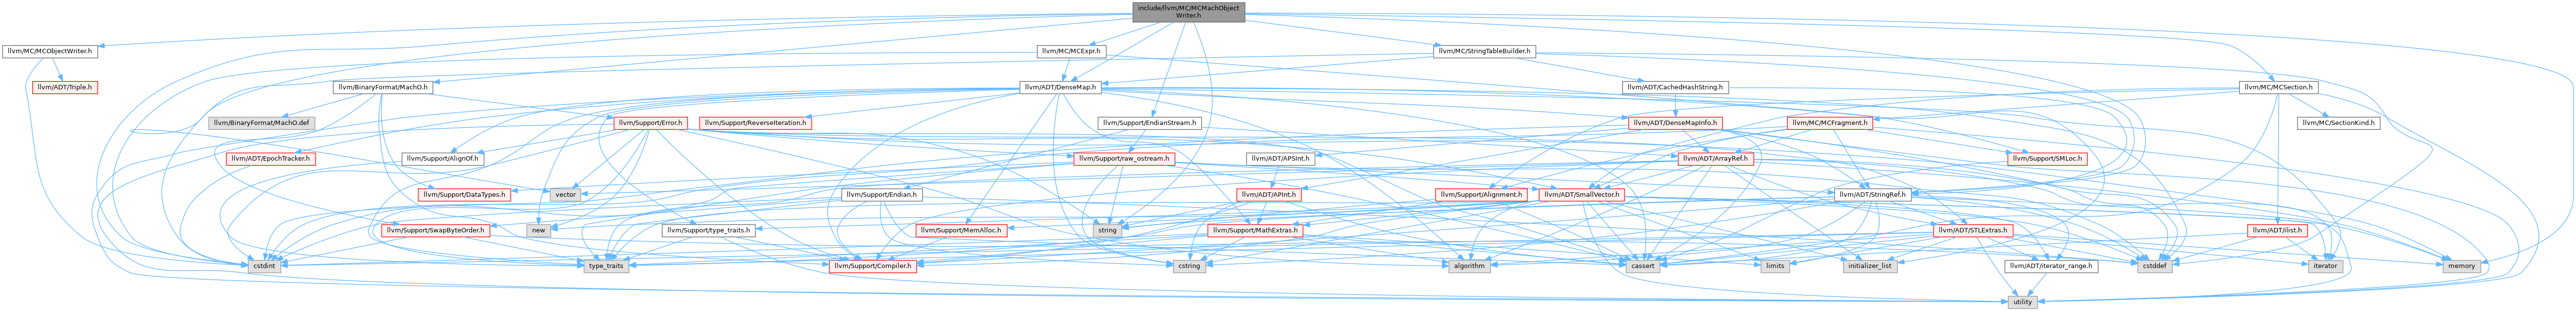 include/llvm/MC/MCMachObject
Writer.h
llvm/MC/MCObjectWriter.h
llvm/MC/MCExpr.h
llvm/MC/StringTableBuilder.h
llvm/ADT/Triple.h
llvm/BinaryFormat/MachO.h
llvm/ADT/DenseMap.h
llvm/ADT/CachedHashString.h
llvm/MC/MCSection.h
llvm/BinaryFormat/MachO.def
llvm/Support/Error.h
llvm/Support/ReverseIteration.h
llvm/Support/EndianStream.h
llvm/ADT/DenseMapInfo.h
llvm/MC/MCFragment.h
llvm/MC/SectionKind.h
llvm/ADT/EpochTracker.h
llvm/Support/AlignOf.h
llvm/Support/raw_ostream.h
llvm/ADT/APSInt.h
llvm/ADT/ArrayRef.h
llvm/Support/SMLoc.h
llvm/Support/DataTypes.h
vector
llvm/Support/Endian.h
llvm/ADT/APInt.h
llvm/Support/Alignment.h
llvm/ADT/SmallVector.h
llvm/ADT/StringRef.h
llvm/Support/SwapByteOrder.h
new
llvm/Support/type_traits.h
llvm/Support/MemAlloc.h
string
llvm/Support/MathExtras.h
llvm/ADT/STLExtras.h
llvm/ADT/ilist.h
cstdint
type_traits
llvm/Support/Compiler.h
cstring
algorithm
cassert
limits
initializer_list
llvm/ADT/iterator_range.h
cstddef
iterator
memory
utility